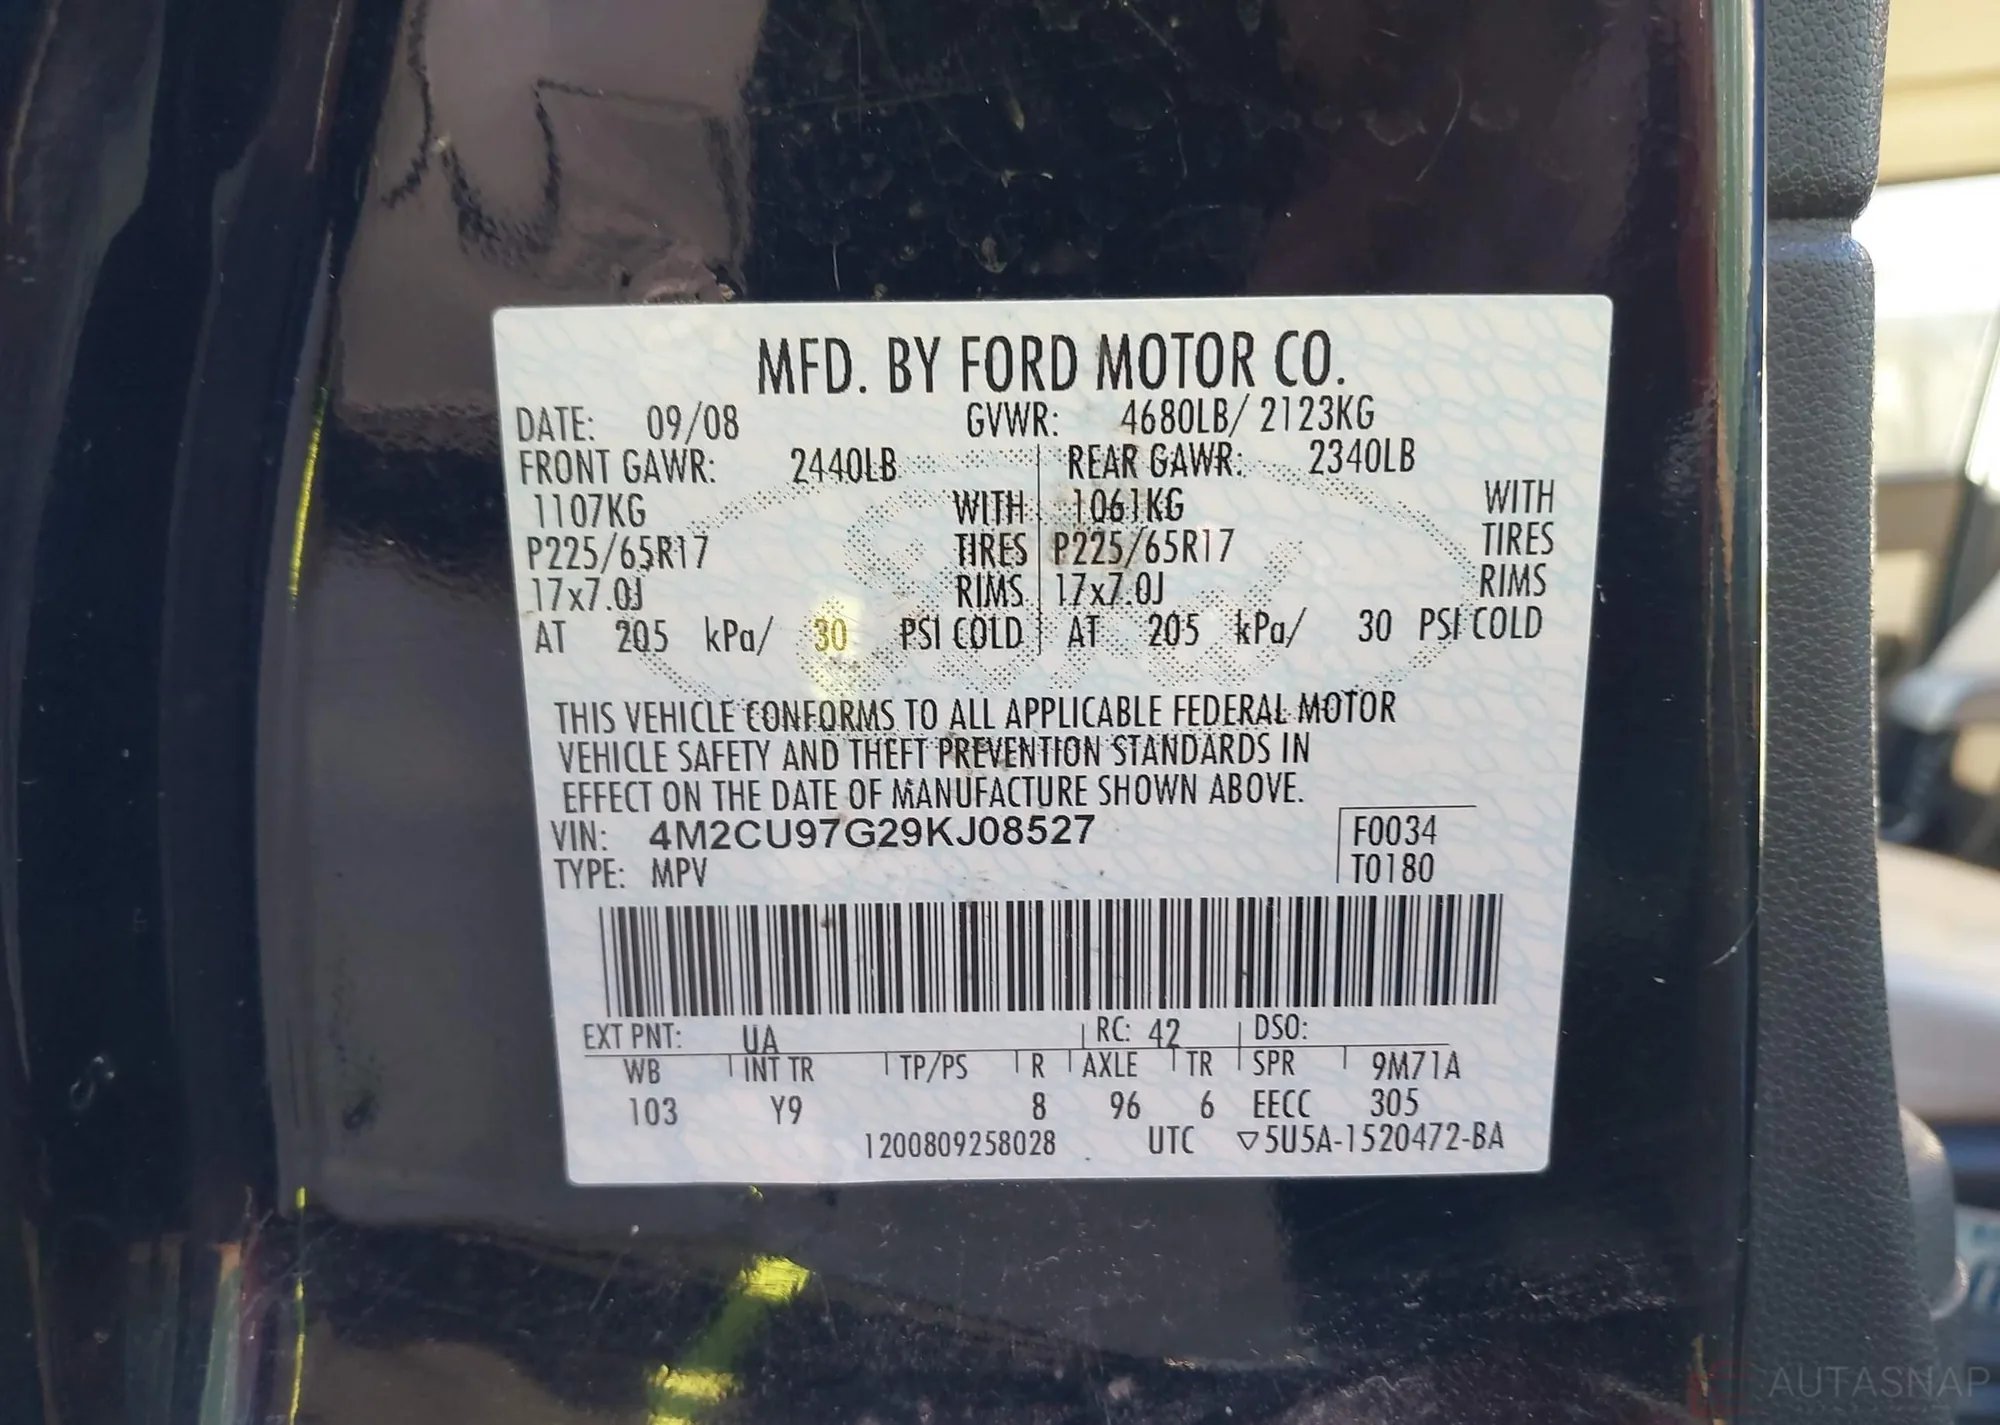 MFD. BY FORD MOTOR CO.
DATE: 09/08 GVWR: 4680LB/ 2123KG
FRONT GAWR: 2440LB REAR GAWR: 2340LB
1107KG WITH 1061KG WITH
P225/65R17 TIRES P225/65R17 TIRES
17x7.0J RIMS 17x7.0J RIMS
AT 205 kPa/ 30 PSI COLD AT 205 kPa/ 30 PSI COLD
THIS VEHICLE CONFORMS TO ALL APPLICABLE FEDERAL MOTOR
VEHICLE SAFETY AND THEFT PREVENTION STANDARDS IN
EFFECT ON THE DATE OF MANUFACTURE SHOWN ABOVE.
VIN: 4M2CU97G29KJ08527 F0034
TYPE: MPV T0180
EXT PNT: UA RC: 42 DSO:
WB INT TR TP/PS R AXLE TR SPR 9M71A
103 Y9 8 96 6 EECC 305
1200809258028 UTC ▽5U5A-1520472-BA
AUTASNAP